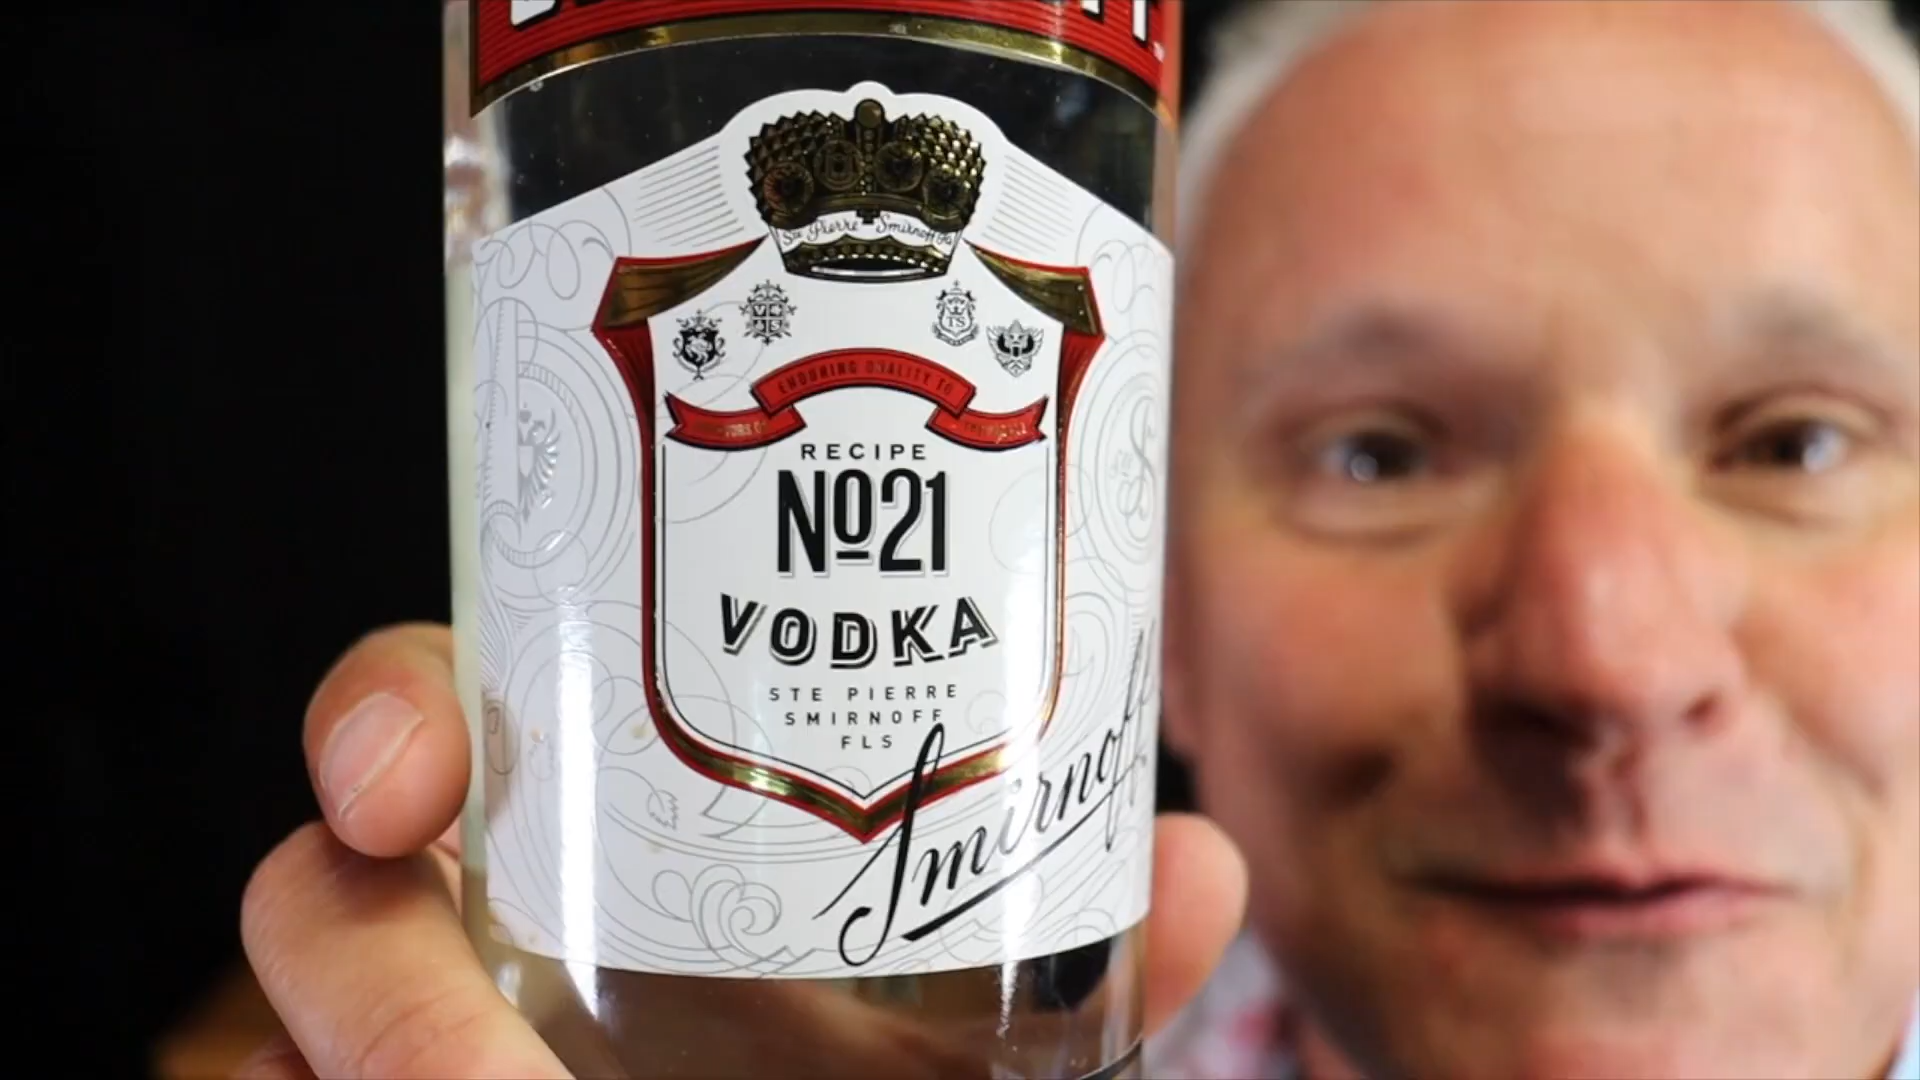 Ste Pierre Smirnoff Fls
ENDURING QUALITY TO
RECIPE
Nº21
VODKA
STE PIERRE
SMIRNOFF
FLS
Smirnoff